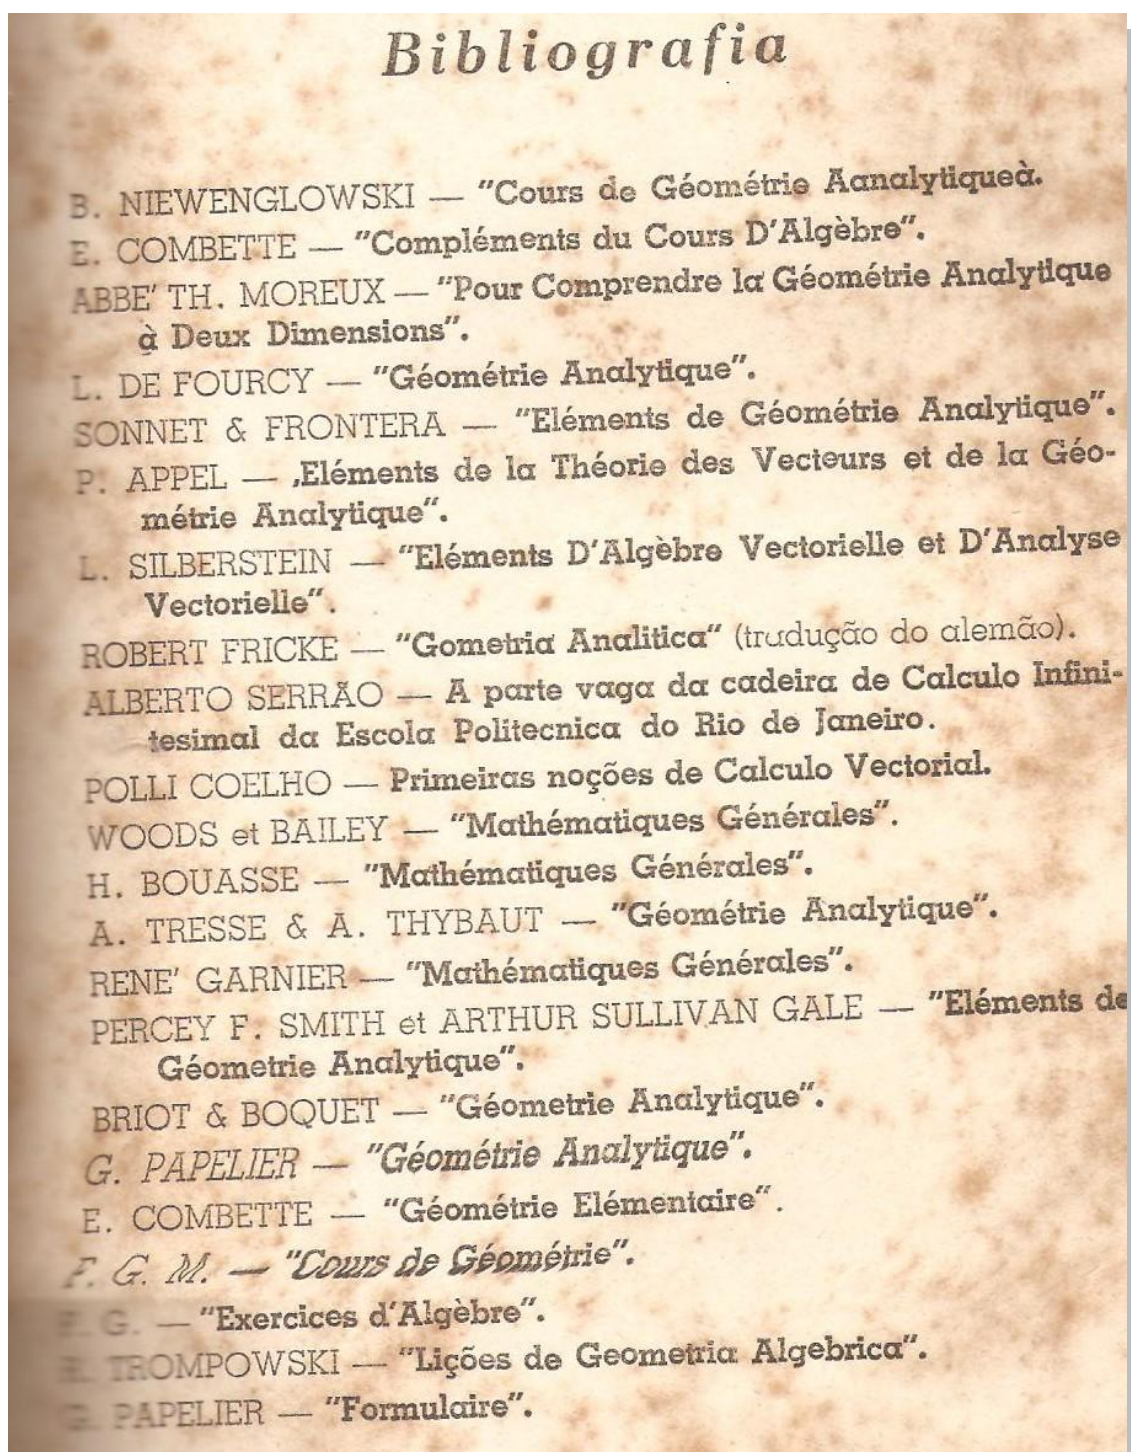 Bibliografia
B. NIEWENGLOWSKI — "Cours de Géométrie Aanalytiqueà.
E. COMBETTE — "Compléments du Cours D'Algèbre".
ABBE' TH. MOREUX — "Pour Comprendre la Géométrie Analytique
à Deux Dimensions".
L. DE FOURCY — "Géométrie Analytique".
SONNET & FRONTERA — "Eléments de Géométrie Analytique".
P. APPEL — ,Eléments de la Théorie des Vecteurs et de la Géo-
métrie Analytique".
L. SILBERSTEIN — "Eléments D'Algèbre Vectorielle et D'Analyse
Vectorielle".
ROBERT FRICKE — "Gometria Analitica" (tradução do alemão).
ALBERTO SERRÃO — A parte vaga da cadeira de Calculo Infini-
tesimal da Escola Politecnica do Rio de Janeiro.
POLLI COELHO — Primeiras noções de Calculo Vectorial.
WOODS et BAILEY — "Mathématiques Générales".
H. BOUASSE — "Mathématiques Générales".
A. TRESSE & A. THYBAUT — "Géométrie Analytique".
RENE' GARNIER — "Mathématiques Générales".
PERCEY F. SMITH et ARTHUR SULLIVAN GALE — "Eléments de
Géometrie Analytique".
BRIOT & BOQUET — "Géometrie Analytique".
G. PAPELIER — "Géométrie Analytique".
E. COMBETTE — "Géométrie Elémentaire".
F. G. M. — "Cours de Géométrie".
G. — "Exercices d'Algèbre".
TROMPOWSKI — "Lições de Geometria Algebrica".
G. PAPELIER — "Formulaire".